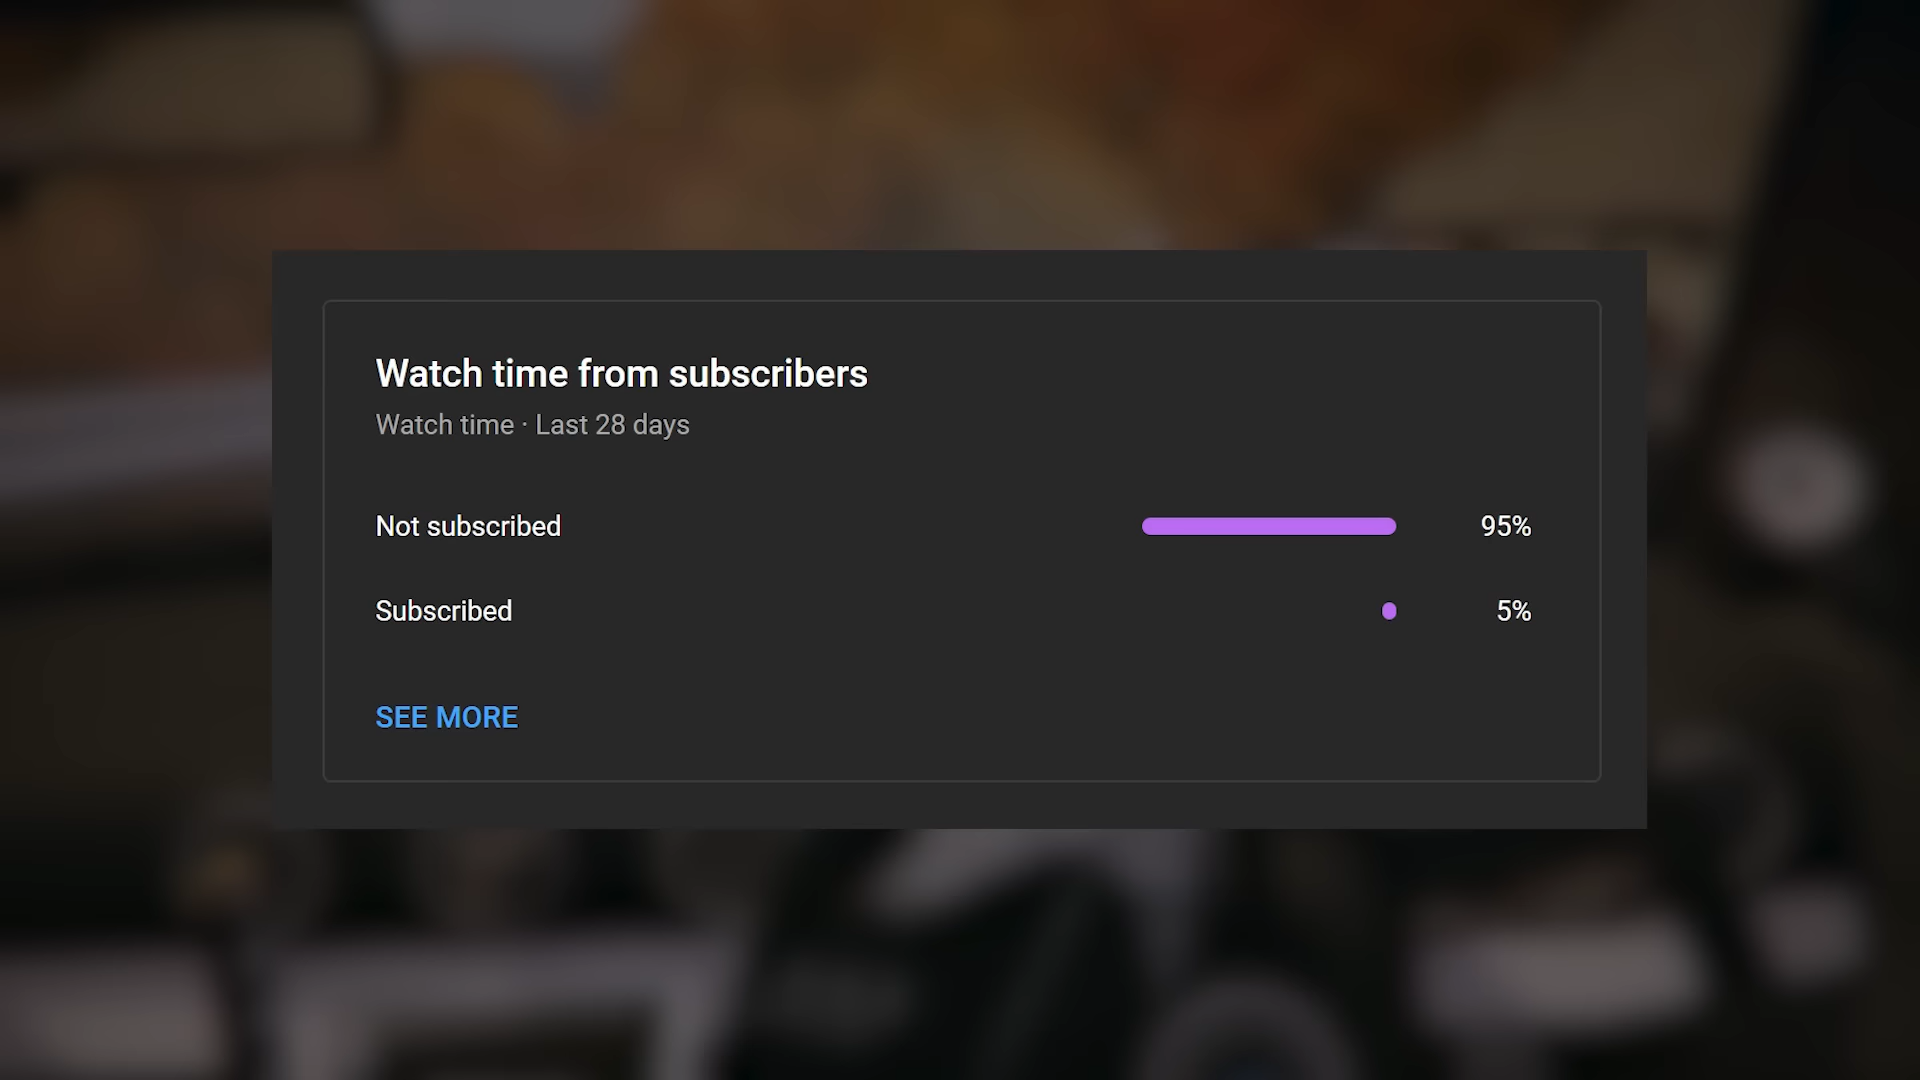 Watch time from subscribers
Watch time · Last 28 days
Not subscribed 95%
Subscribed 5%
SEE MORE